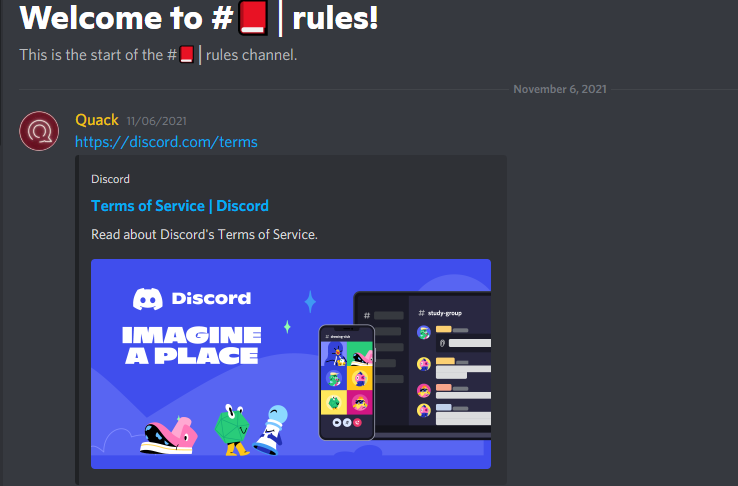 Welcome to #📕│rules!
This is the start of the #📕│rules channel.
November 6, 2021
Quack 11/06/2021
https://discord.com/terms
Discord
Terms of Service | Discord
Read about Discord's Terms of Service.
Discord
IMAGINE
A PLACE
# study-group
#